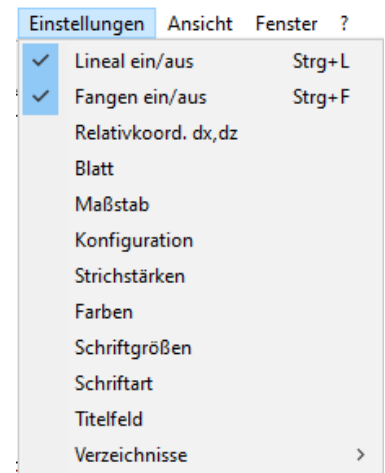 Einstellungen Ansicht Fenster ?
Lineal ein/aus Strg+L
Fangen ein/aus Strg+F
Relativkoord. dx,dz
Blatt
Maßstab
Konfiguration
Strichstärken
Farben
Schriftgrößen
Schriftart
Titelfeld
Verzeichnisse >